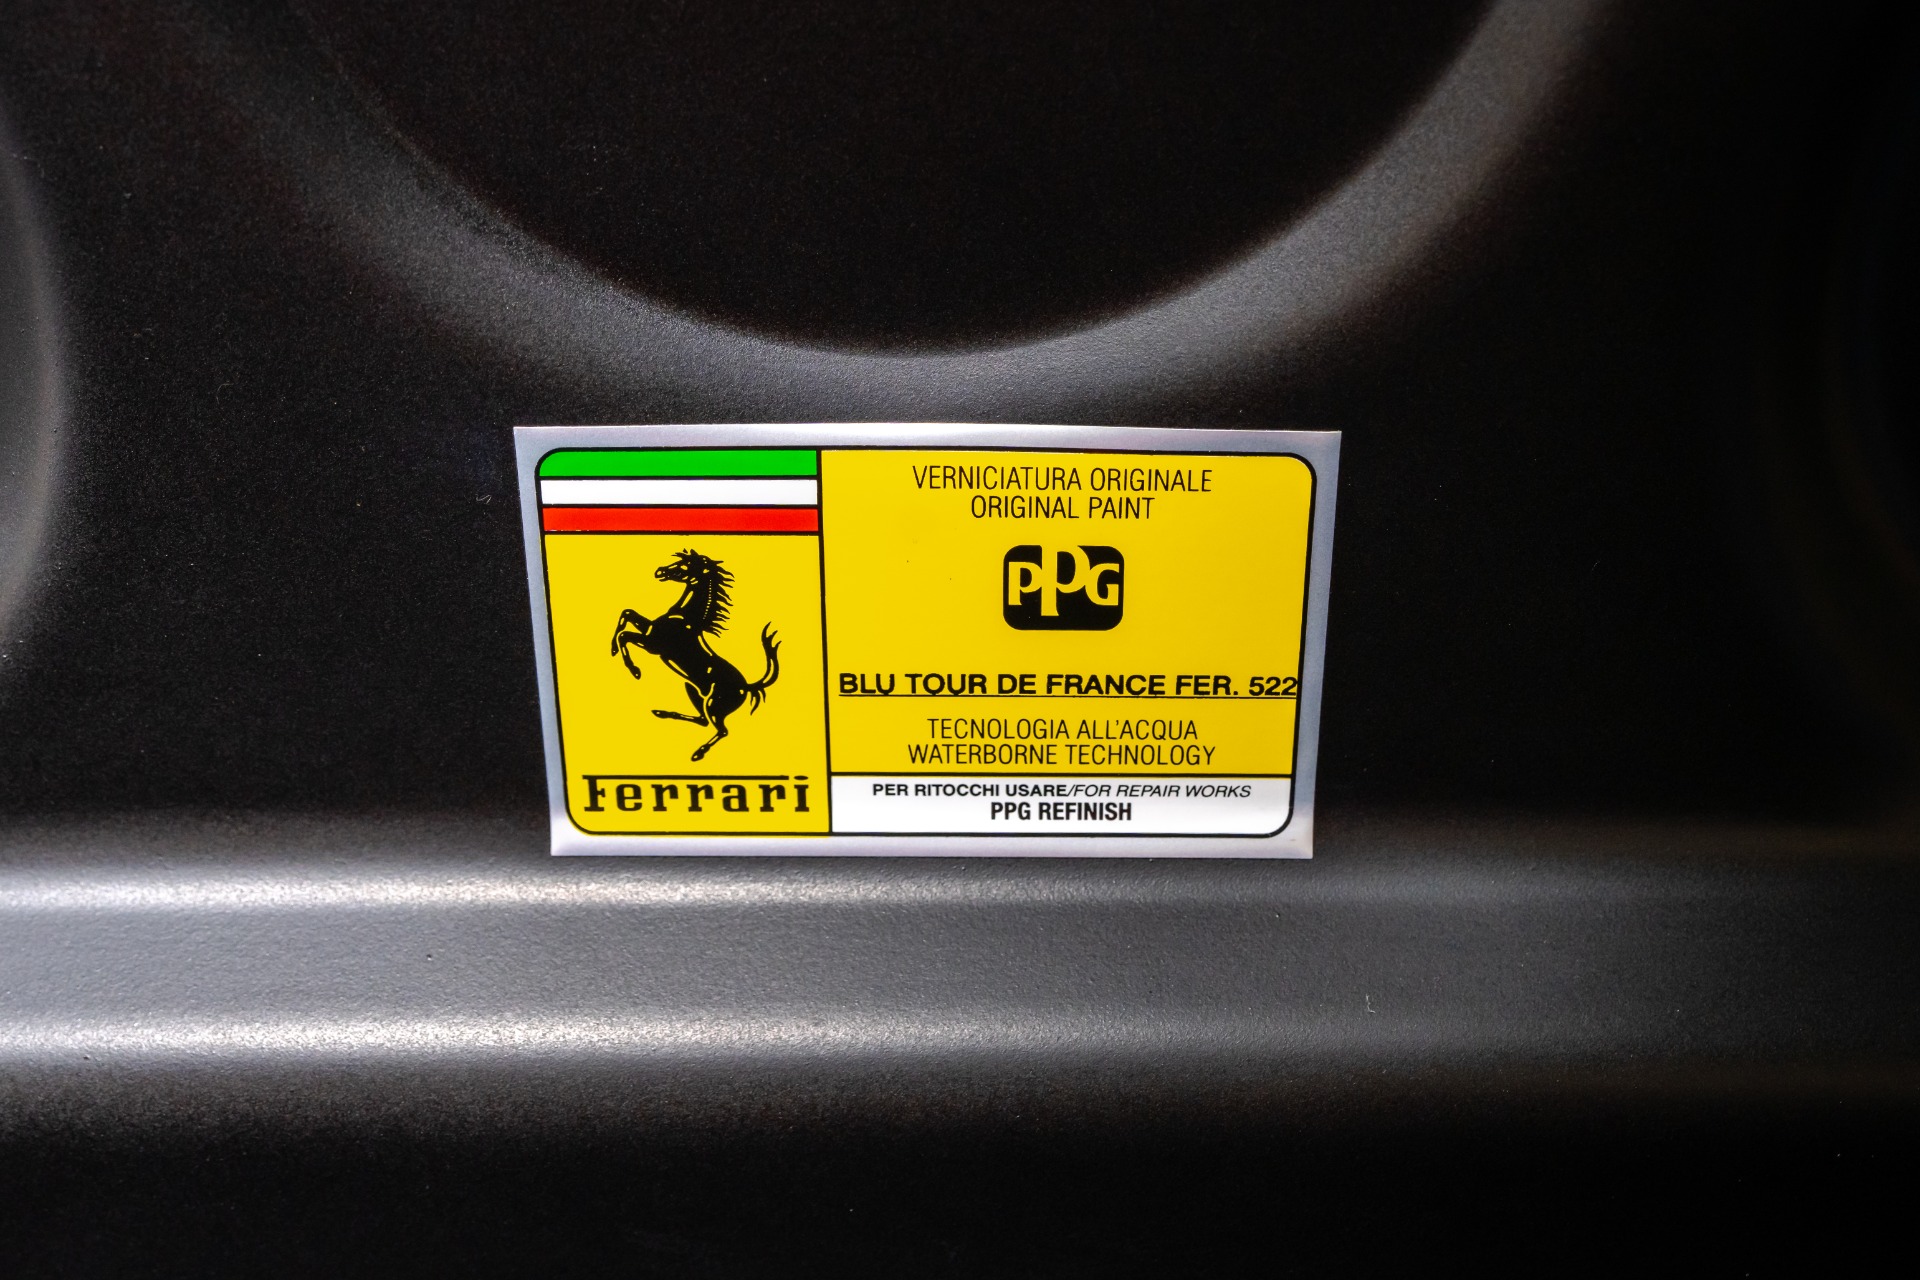 VERNICIATURA ORIGINALE
ORIGINAL PAINT
PPG
BLU TOUR DE FRANCE FER. 522
TECNOLOGIA ALL'ACQUA
WATERBORNE TECHNOLOGY
Ferrari
PER RITOCCHI USARE/FOR REPAIR WORKS
PPG REFINISH